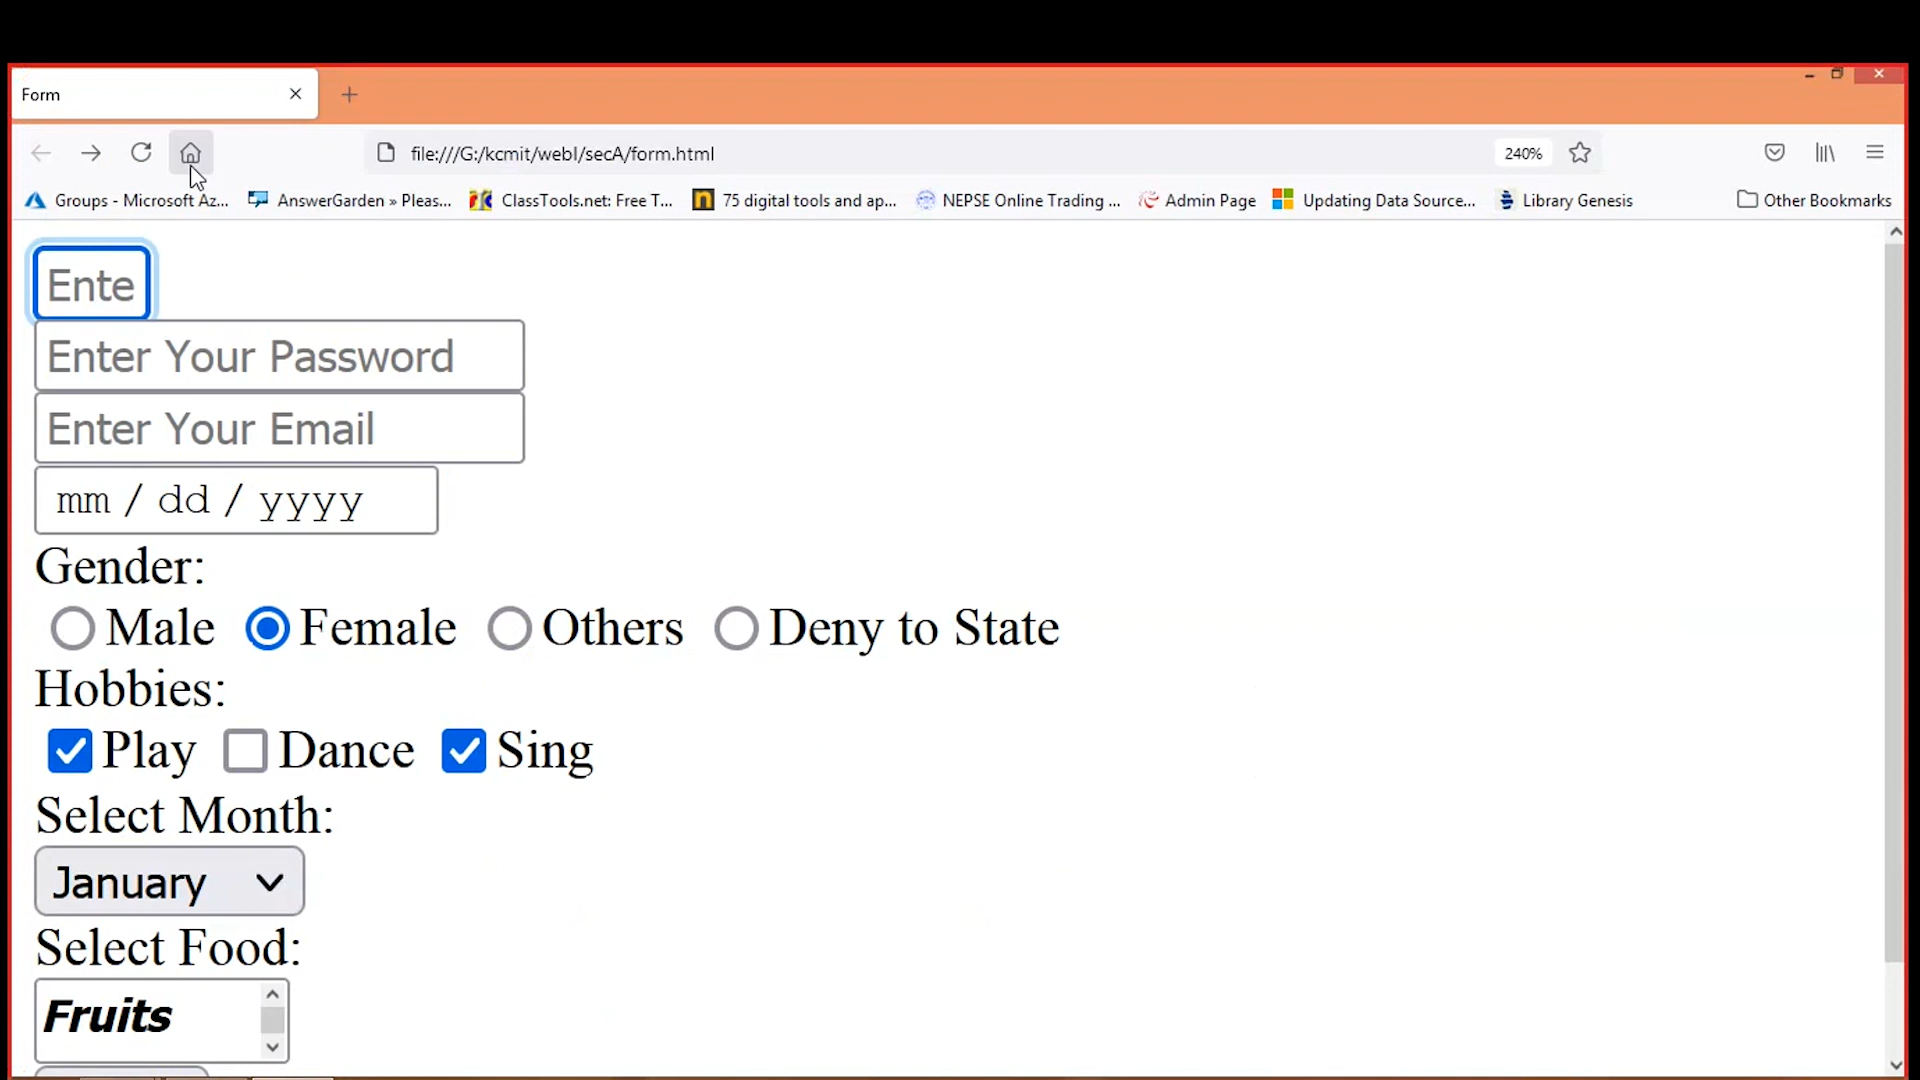 Form
file:///G:/kcmit/webI/secA/form.html
240%
Groups - Microsoft Az... AnswerGarden » Pleas... ClassTools.net: Free T... 75 digital tools and ap... NEPSE Online Trading ... Admin Page Updating Data Source... Library Genesis Other Bookmarks
Ente
Enter Your Password
Enter Your Email
mm / dd / yyyy
Gender:
Male Female Others Deny to State
Hobbies:
Play Dance Sing
Select Month:
January
Select Food:
Fruits